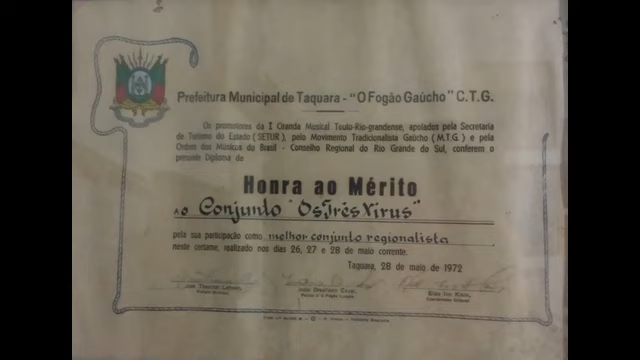 Prefeitura Municipal de Taquara - "O Fogão Gaúcho" C.T.G.
Os promotores da I Ciranda Musical Teuto-Rio-grandense, apoiados pela Secretaria
de Turismo do Estado (SETUR), pelo Movimento Tradicionalista Gaúcho (M.T.G.) e pela
Ordem dos Músicos do Brasil - Conselho Regional do Rio Grande do Sul, conferem o
presente Diploma de
Honra ao Mérito
Ao Conjunto "Os Três Xirus"
pela sua participação como melhor conjunto regionalista
neste certame, realizado nos dias 26, 27 e 28 de maio corrente.
Taquara, 28 de maio de 1972